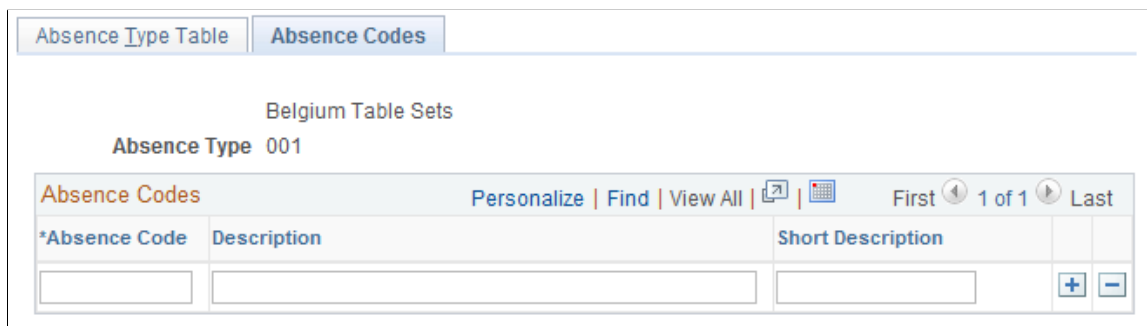 Absence Type Table Absence Codes
Belgium Table Sets
Absence Type 001
Absence Codes Personalize | Find | View All | | First 1 of 1 Last
*Absence Code Description Short Description